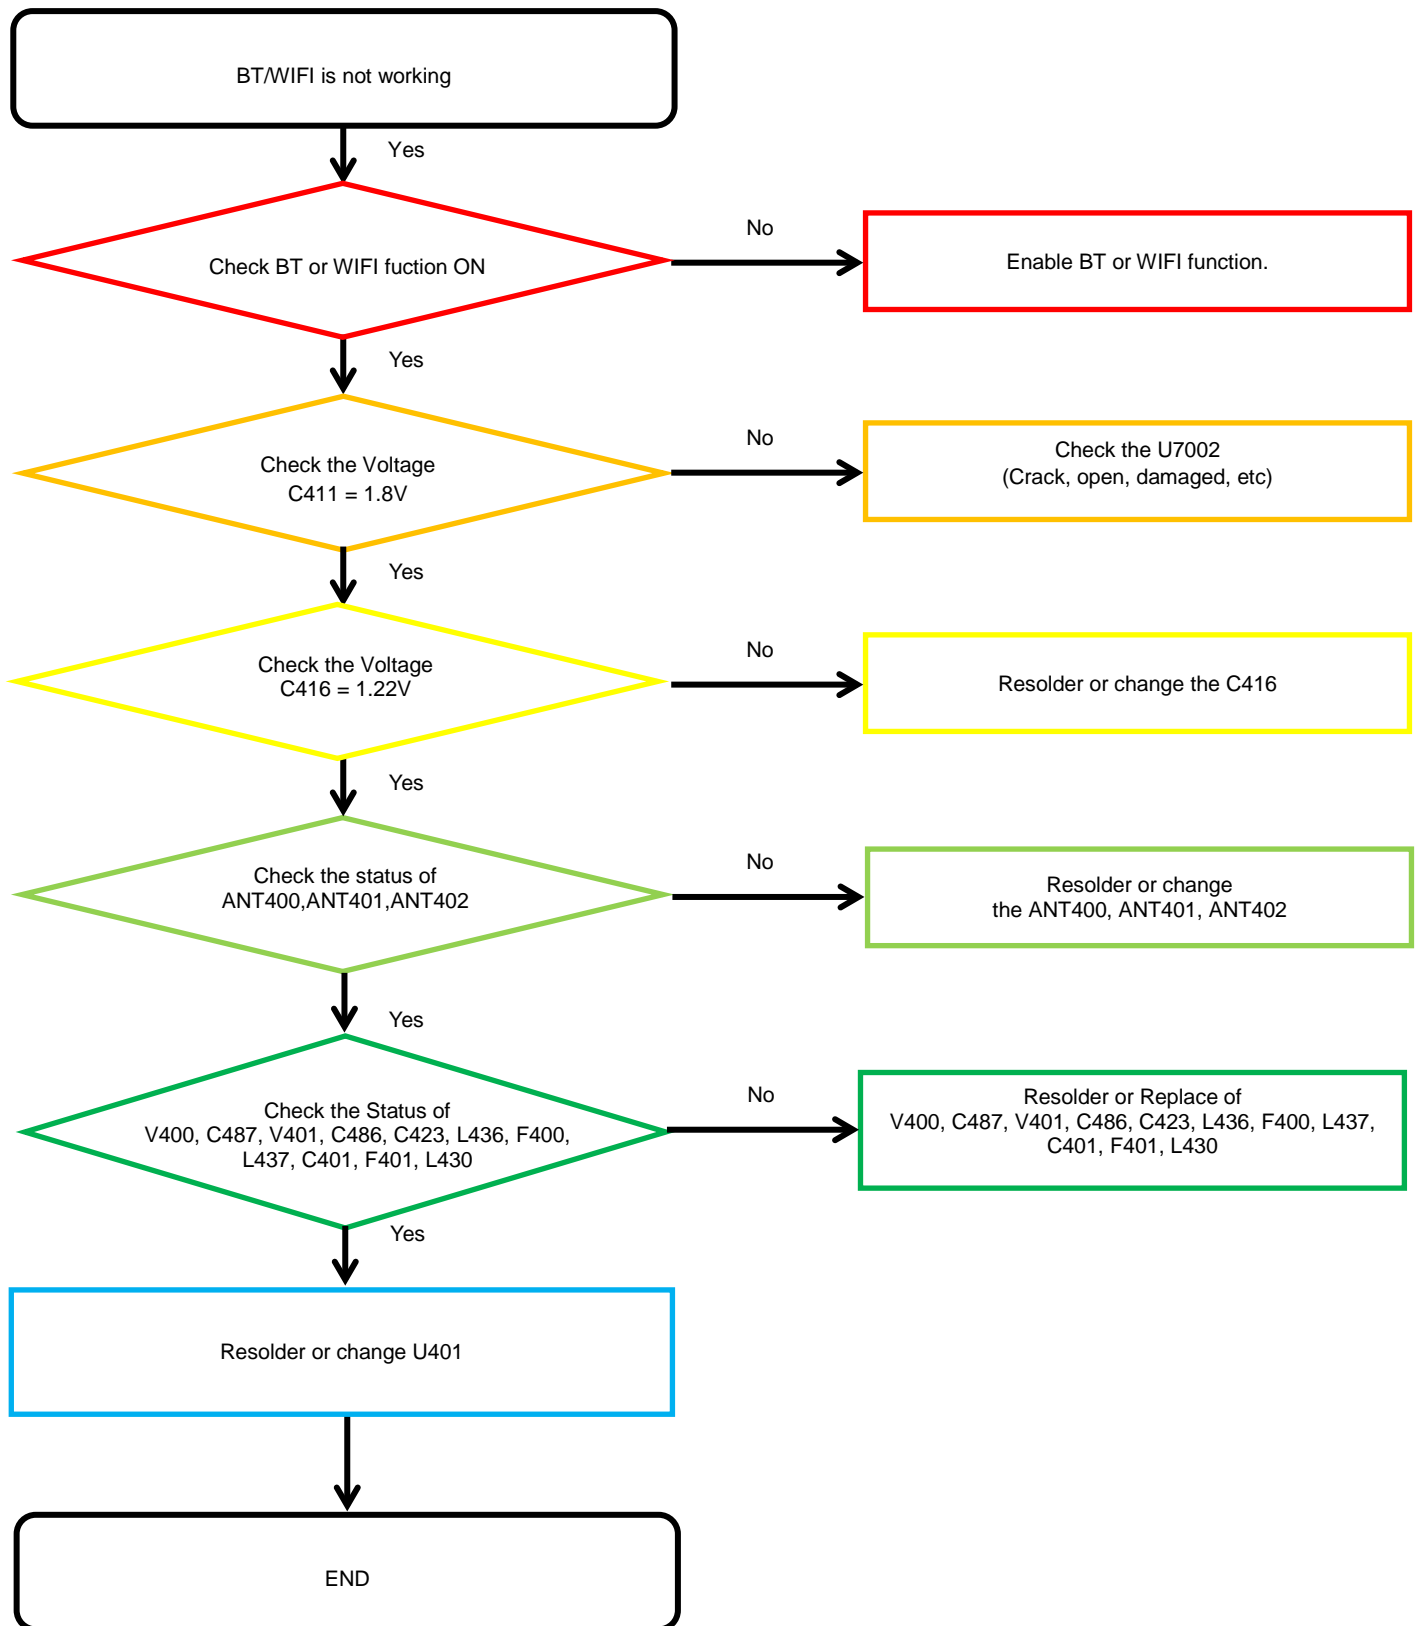 BT/WIFI is not working
Yes
Check BT or WIFI fuction ON
No
Enable BT or WIFI function.
Yes
Check the Voltage
C411 = 1.8V
No
Check the U7002
(Crack, open, damaged, etc)
Yes
Check the Voltage
C416 = 1.22V
No
Resolder or change the C416
Yes
Check the status of
ANT400,ANT401,ANT402
No
Resolder or change
the ANT400, ANT401, ANT402
Yes
Check the Status of
V400, C487, V401, C486, C423, L436, F400,
L437, C401, F401, L430
No
Resolder or Replace of
V400, C487, V401, C486, C423, L436, F400, L437,
C401, F401, L430
Yes
Resolder or change U401
END